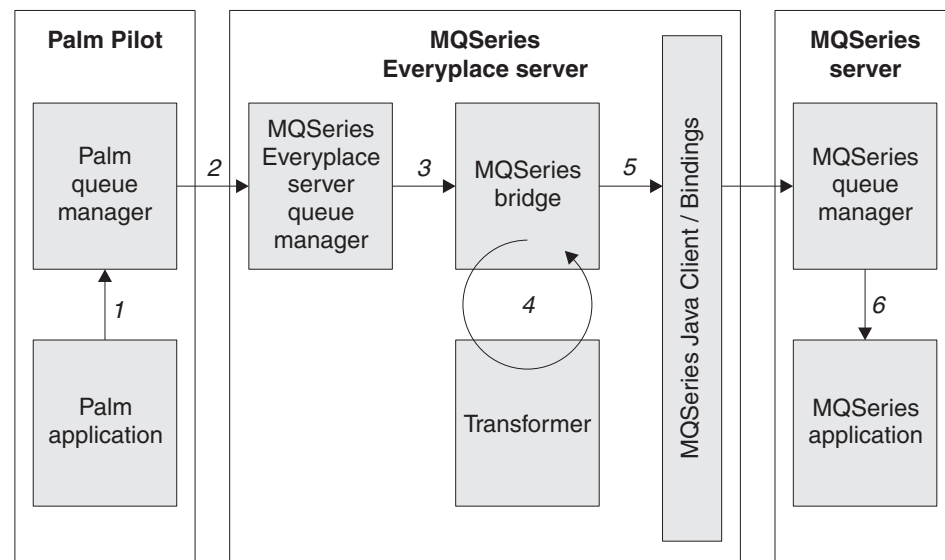 Palm Pilot
Palm
queue
manager
1
Palm
application
2
MQSeries
Everyplace server
MQSeries
Everyplace
server
queue
manager
3
MQSeries
bridge
4
Transformer
5
MQSeries Java Client / Bindings
MQSeries
server
MQSeries
queue
manager
6
MQSeries
application